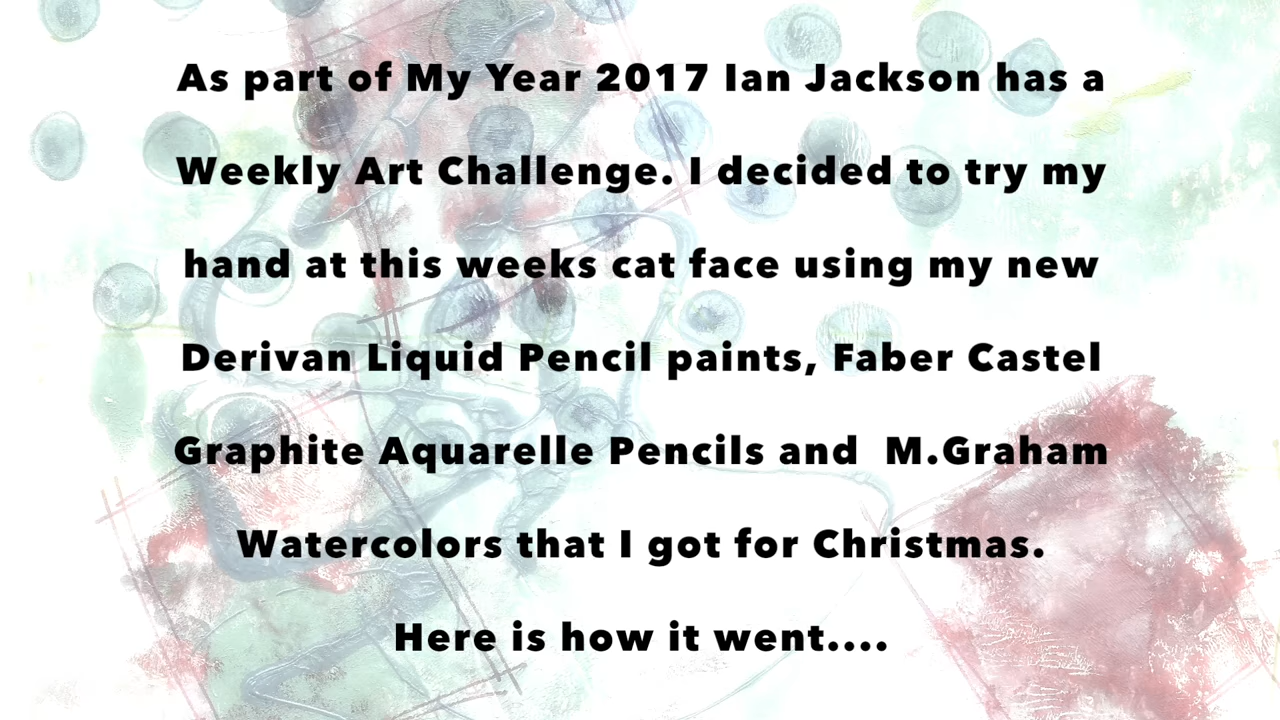 As part of My Year 2017 Ian Jackson has a
Weekly Art Challenge. I decided to try my
hand at this weeks cat face using my new
Derivan Liquid Pencil paints, Faber Castel
Graphite Aquarelle Pencils and  M.Graham
Watercolors that I got for Christmas.
Here is how it went....